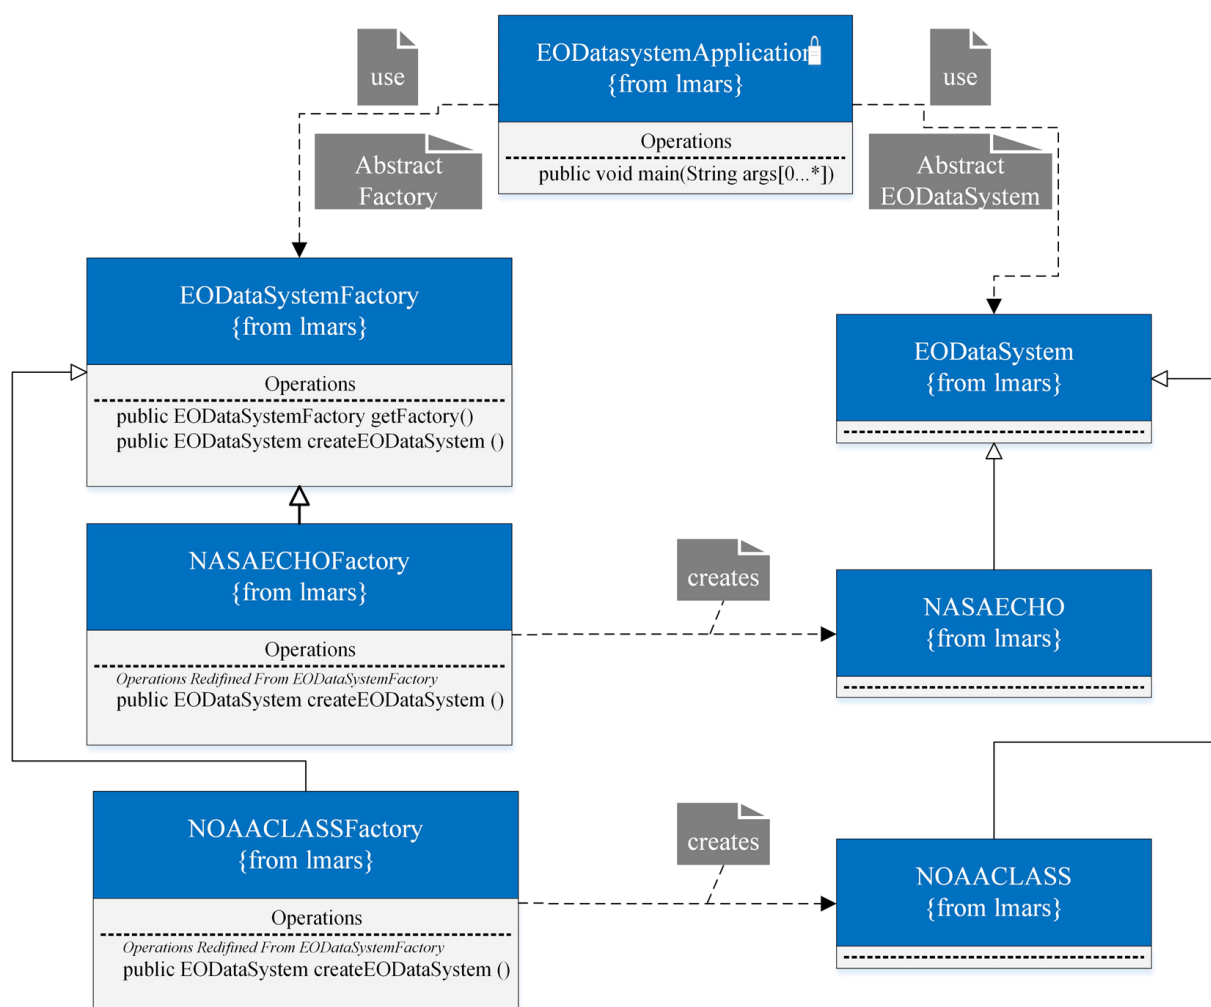 use
EODatasystemApplication
{from lmars}
use
Operations
public void main(String args[0...*])
Abstract
Factory
Abstract
EODataSystem
EODataSystemFactory
{from lmars}
Operations
public EODataSystemFactory getFactory()
public EODataSystem createEODataSystem ()
EODataSystem
{from lmars}
NASAECHOFactory
{from lmars}
Operations
Operations Redifined From EODataSystemFactory
public EODataSystem createEODataSystem ()
creates
NASAECHO
{from lmars}
NOAACLASSFactory
{from lmars}
Operations
Operations Redifined From EODataSystemFactory
public EODataSystem createEODataSystem ()
creates
NOAACLASS
{from lmars}